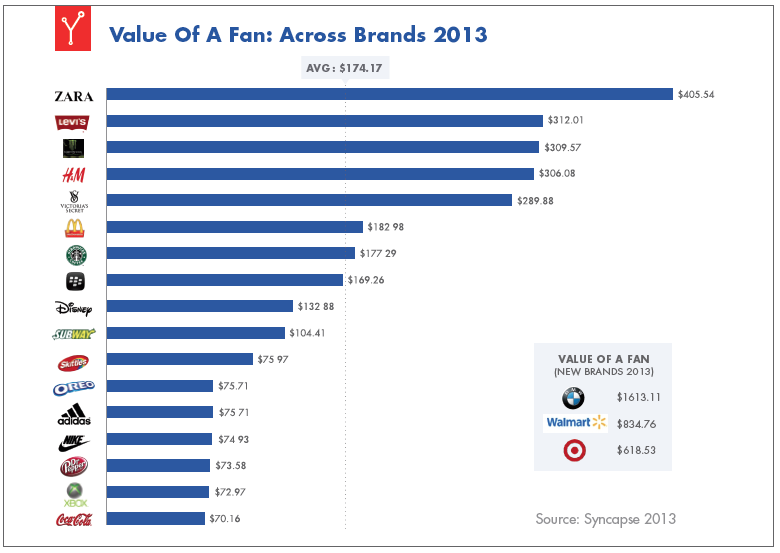 Value Of A Fan: Across Brands 2013
AVG: $174.17
ZARA $405.54
LEVI'S $312.01
$309.57
H&M $306.08
VICTORIA'S
SECRET $289.88
$182 98
$177 29
$169.26
Disney $132 88
SUBWAY $104.41
Skittles $75 97
OREO $75.71
adidas $75 71
NIKE $74 93
Dr Pepper $73.58
XBOX $72.97
Coca-Cola $70.16
VALUE OF A FAN
(NEW BRANDS 2013)
$1613.11
Walmart $834.76
$618.53
Source: Syncapse 2013